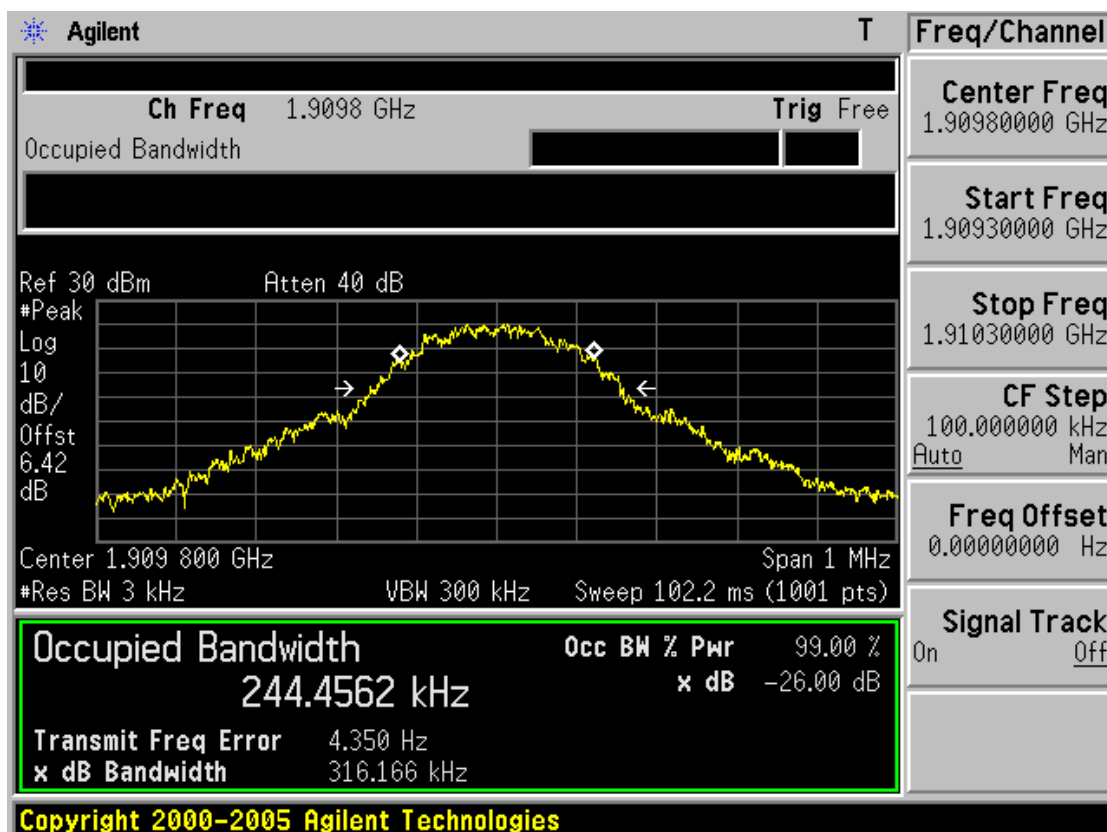 Agilent T
Ch Freq 1.9098 GHz Trig Free
Occupied Bandwidth
Ref 30 dBm Atten 40 dB
#Peak
Log
10
dB/
Offst
6.42
dB
Center 1.909 800 GHz Span 1 MHz
#Res BW 3 kHz VBW 300 kHz Sweep 102.2 ms (1001 pts)
Occupied Bandwidth
244.4562 kHz
Occ BW % Pwr 99.00 %
x dB -26.00 dB
Transmit Freq Error 4.350 Hz
x dB Bandwidth 316.166 kHz
Copyright 2000-2005 Agilent Technologies
Freq/Channel
Center Freq
1.90980000 GHz
Start Freq
1.90930000 GHz
Stop Freq
1.91030000 GHz
CF Step
100.000000 kHz
Auto Man
Freq Offset
0.00000000 Hz
Signal Track
On Off